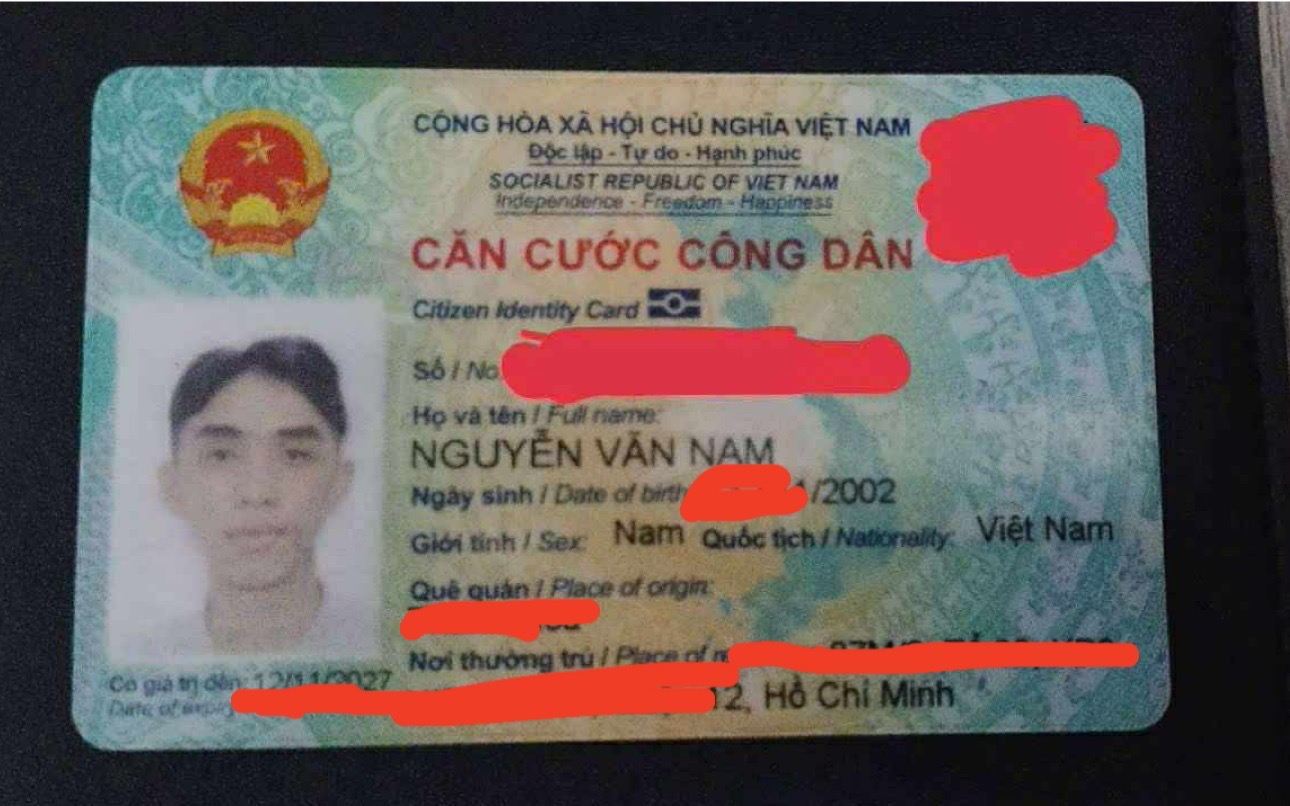 CỘNG HÒA XÃ HỘI CHỦ NGHĨA VIỆT NAM
Độc lập - Tự do - Hạnh phúc
SOCIALIST REPUBLIC OF VIET NAM
Independence - Freedom - Happiness
CĂN CƯỚC CÔNG DÂN
Citizen Identity Card
Số / No.
Họ và tên / Full name:
NGUYỄN VĂN NAM
Ngày sinh / Date of birth /2002
Giới tính / Sex: Nam Quốc tịch / Nationality: Việt Nam
Quê quán / Place of origin:
Nơi thường trú / Place of
12, Hồ Chí Minh
Có giá trị đến: 12/11/2027
Date of expiry